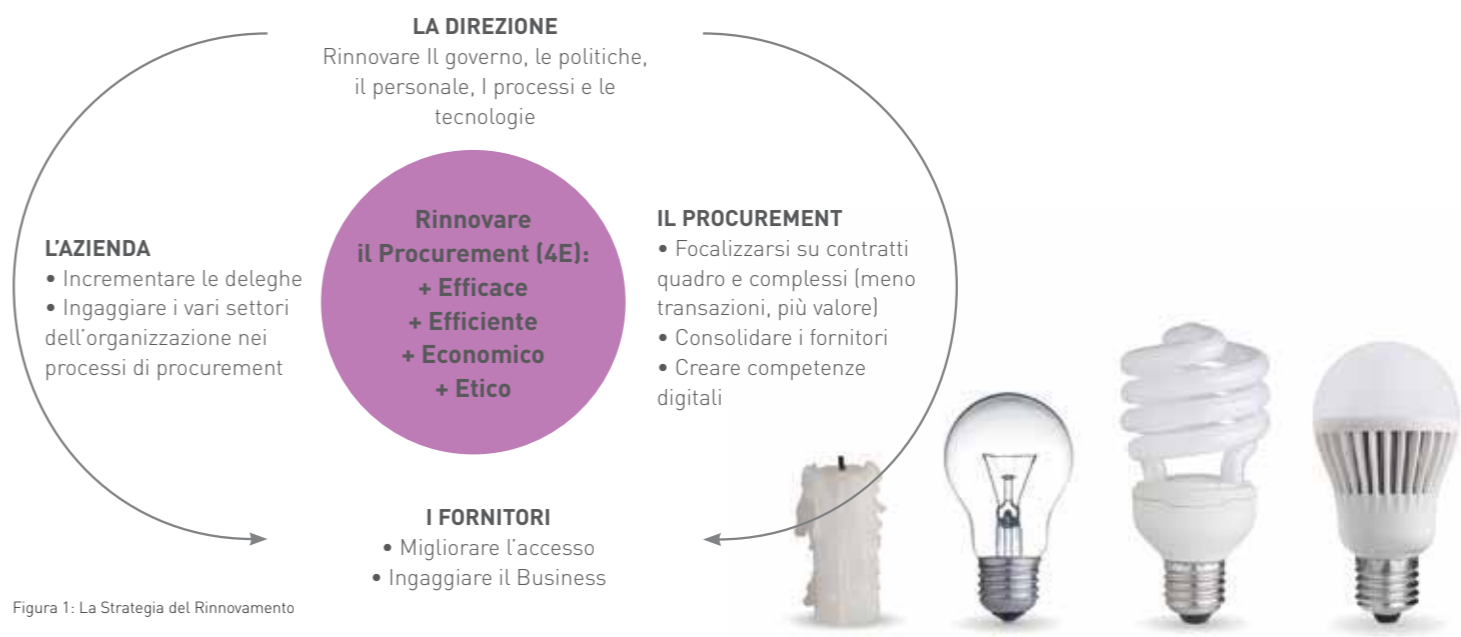 LA DIREZIONE
Rinnovare Il governo, le politiche,
il personale, I processi e le
tecnologie
L'AZIENDA
• Incrementare le deleghe
• Ingaggiare i vari settori
dell'organizzazione nei
processi di procurement
Rinnovare
il Procurement (4E):
+ Efficace
+ Efficiente
+ Economico
+ Etico
IL PROCUREMENT
• Focalizzarsi su contratti
quadro e complessi (meno
transazioni, più valore)
• Consolidare i fornitori
• Creare competenze
digitali
I FORNITORI
• Migliorare l'accesso
• Ingaggiare il Business
Figura 1: La Strategia del Rinnovamento